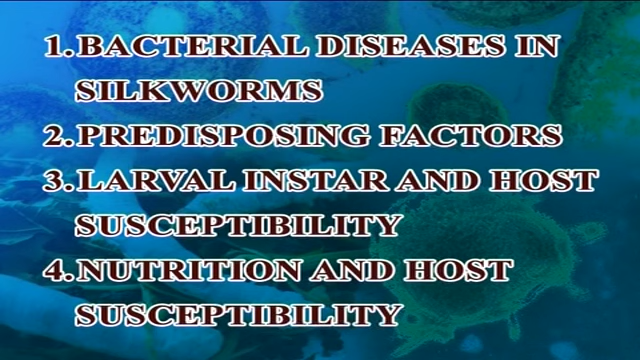 1.BACTERIAL DISEASES IN
SILKWORMS
2.PREDISPOSING FACTORS
3.LARVAL INSTAR AND HOST
SUSCEPTIBILITY
4.NUTRITION AND HOST
SUSCEPTIBILITY